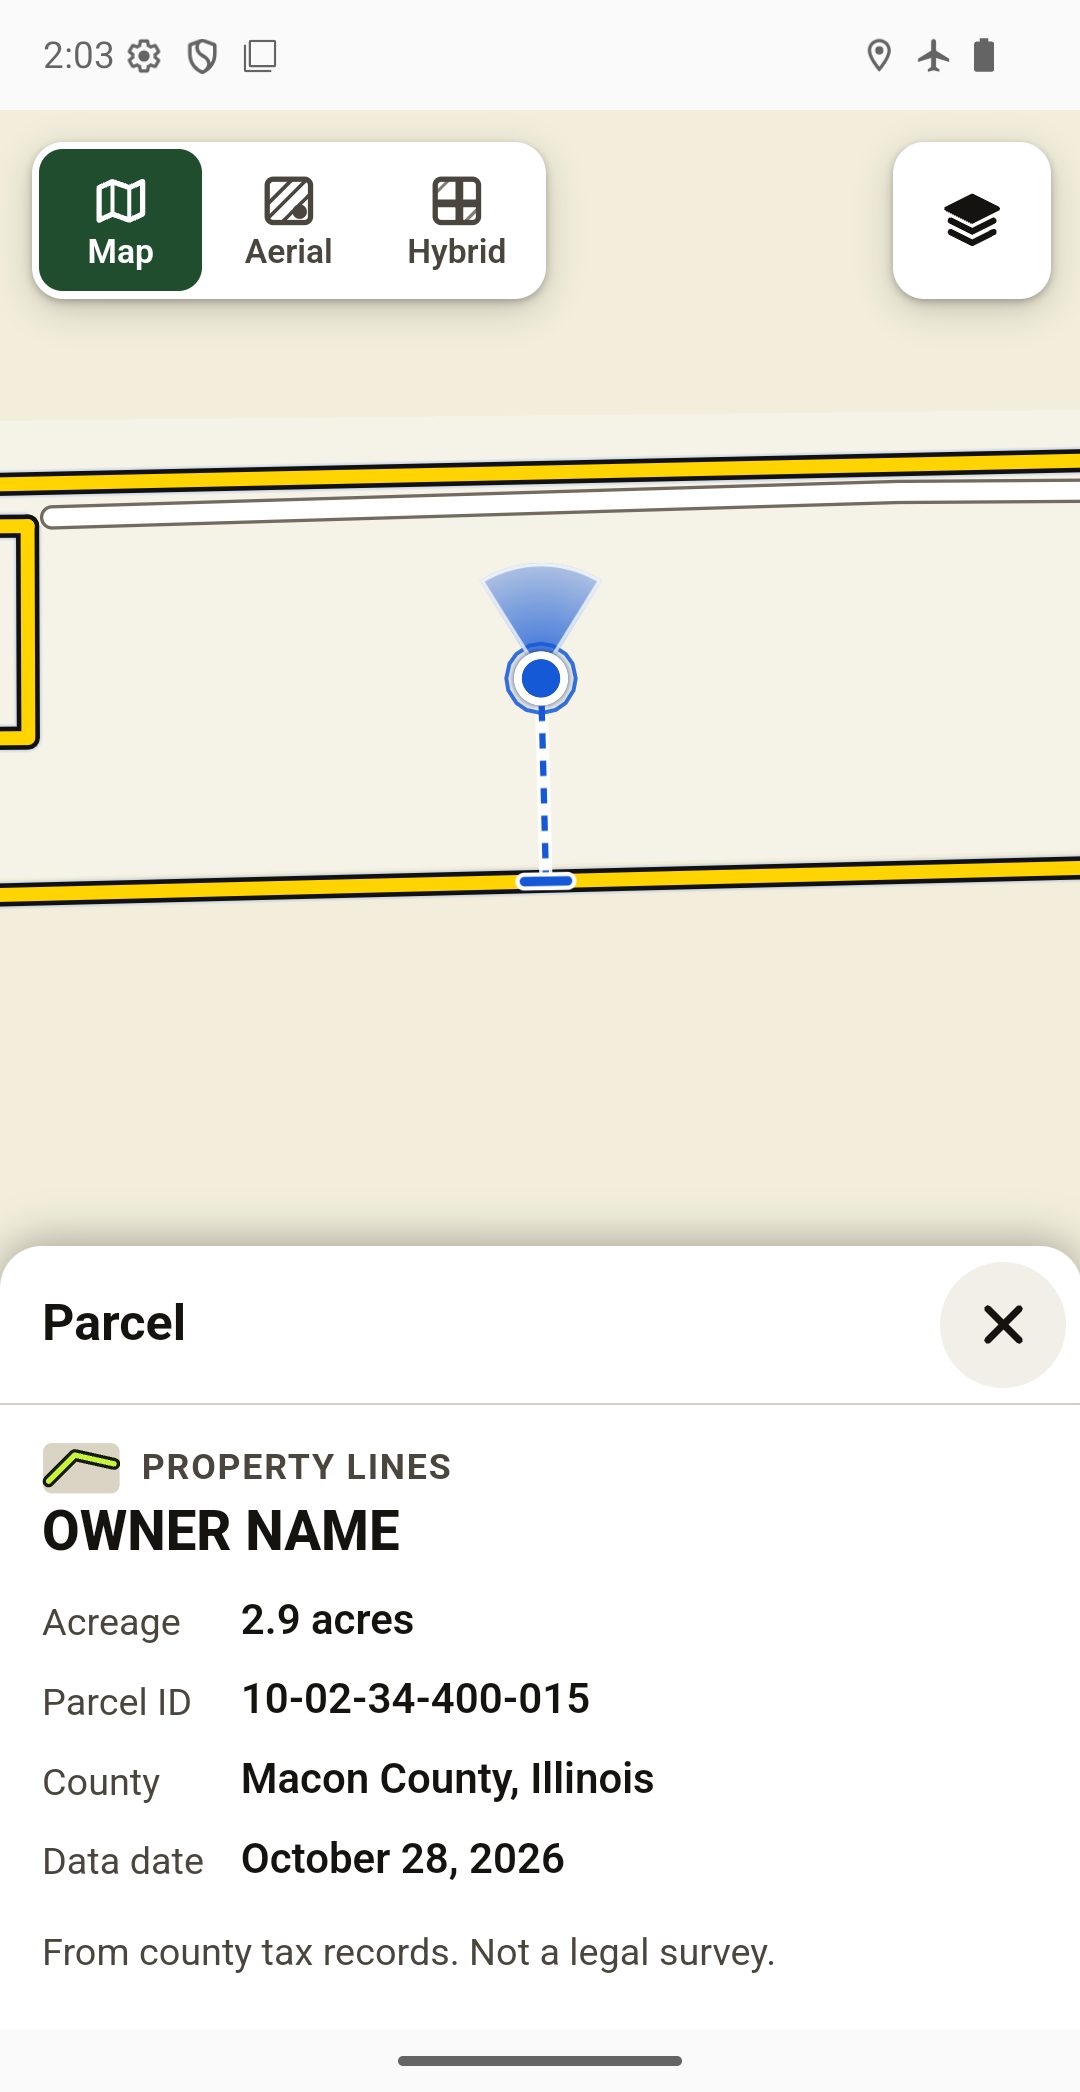 2:03
Map Aerial Hybrid
Parcel
PROPERTY LINES
OWNER NAME
Acreage 2.9 acres
Parcel ID 10-02-34-400-015
County Macon County, Illinois
Data date October 28, 2026
From county tax records. Not a legal survey.